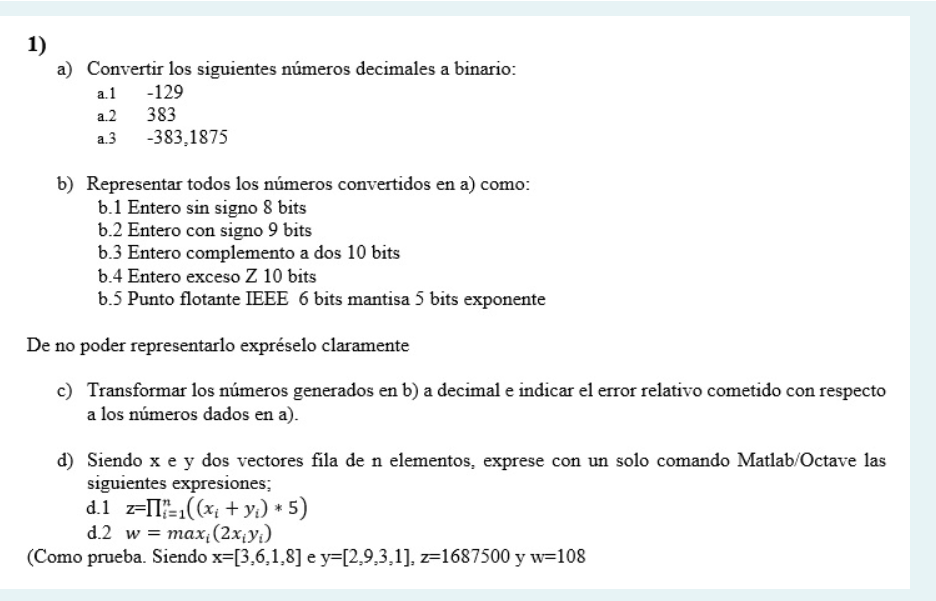 1)
a) Convertir los siguientes números decimales a binario:
a.1 -129
a.2 383
a.3 -383,1875
b) Representar todos los números convertidos en a) como:
b.1 Entero sin signo 8 bits
b.2 Entero con signo 9 bits
b.3 Entero complemento a dos 10 bits
b.4 Entero exceso Z 10 bits
b.5 Punto flotante IEEE 6 bits mantisa 5 bits exponente
De no poder representarlo expréselo claramente
c) Transformar los números generados en b) a decimal e indicar el error relativo cometido con respecto
a los números dados en a).
d) Siendo x e y dos vectores fila de n elementos, exprese con un solo comando Matlab/Octave las
siguientes expresiones;
d.1 z=∏ⁿᵢ₌₁((xᵢ + yᵢ) * 5)
d.2 w = maxᵢ(2xᵢyᵢ)
(Como prueba. Siendo x=[3,6,1,8] e y=[2,9,3,1], z=1687500 y w=108